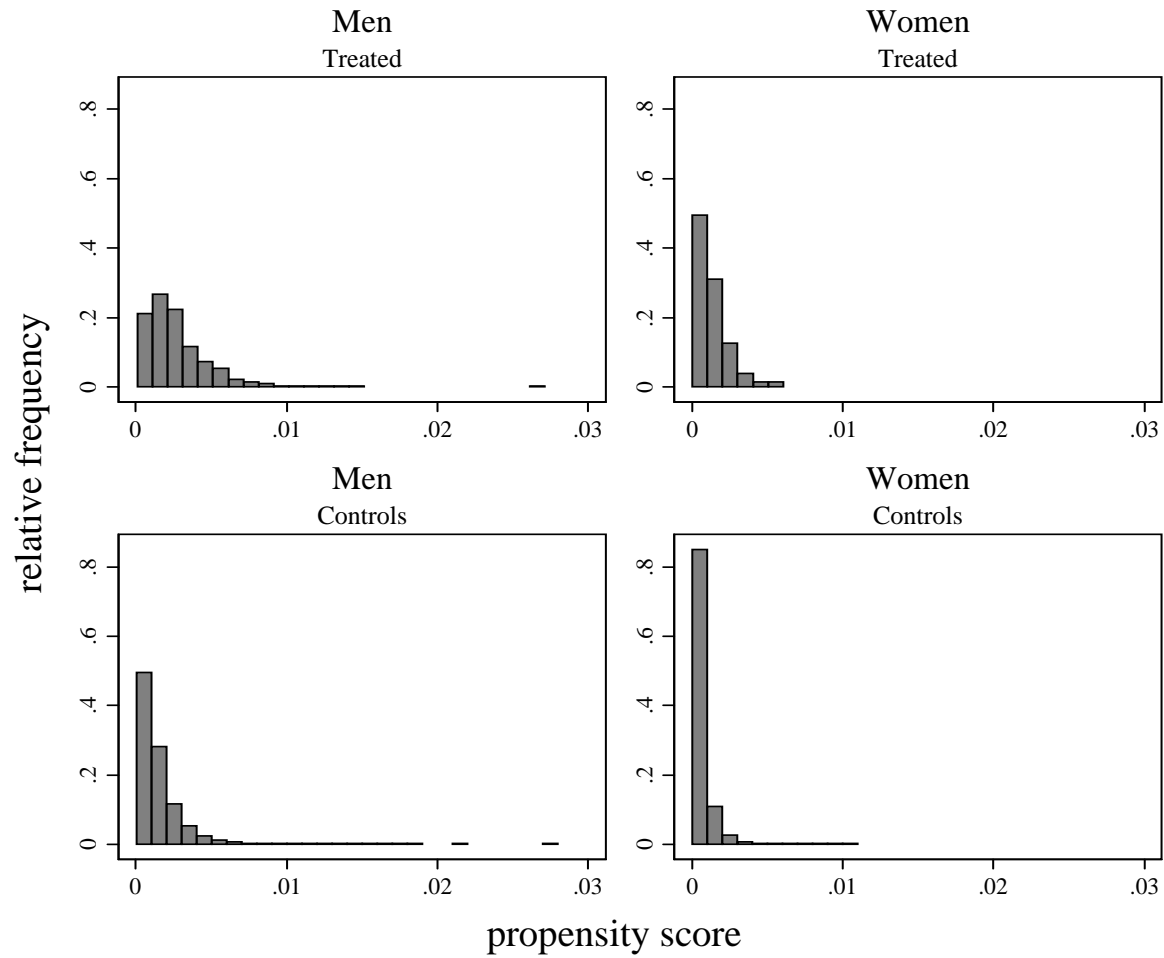 Men
Treated
.8
.6
.4
.2
0
0 .01 .02 .03
Women
Treated
.8
.6
.4
.2
0
0 .01 .02 .03
Men
Controls
.8
.6
.4
.2
0
0 .01 .02 .03
Women
Controls
.8
.6
.4
.2
0
0 .01 .02 .03
relative frequency
propensity score